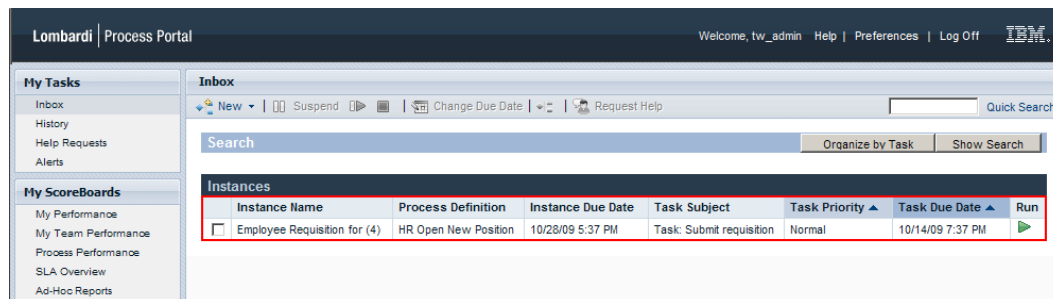 Lombardi | Process Portal
Welcome, tw_admin Help | Preferences | Log Off IBM.
My Tasks
Inbox
History
Help Requests
Alerts
My ScoreBoards
My Performance
My Team Performance
Process Performance
SLA Overview
Ad-Hoc Reports
Inbox
New Suspend Change Due Date Request Help Quick Search
Search Organize by Task Show Search
Instances
Instance Name Process Definition Instance Due Date Task Subject Task Priority Task Due Date Run
Employee Requisition for (4) HR Open New Position 10/28/09 5:37 PM Task: Submit requisition Normal 10/14/09 7:37 PM